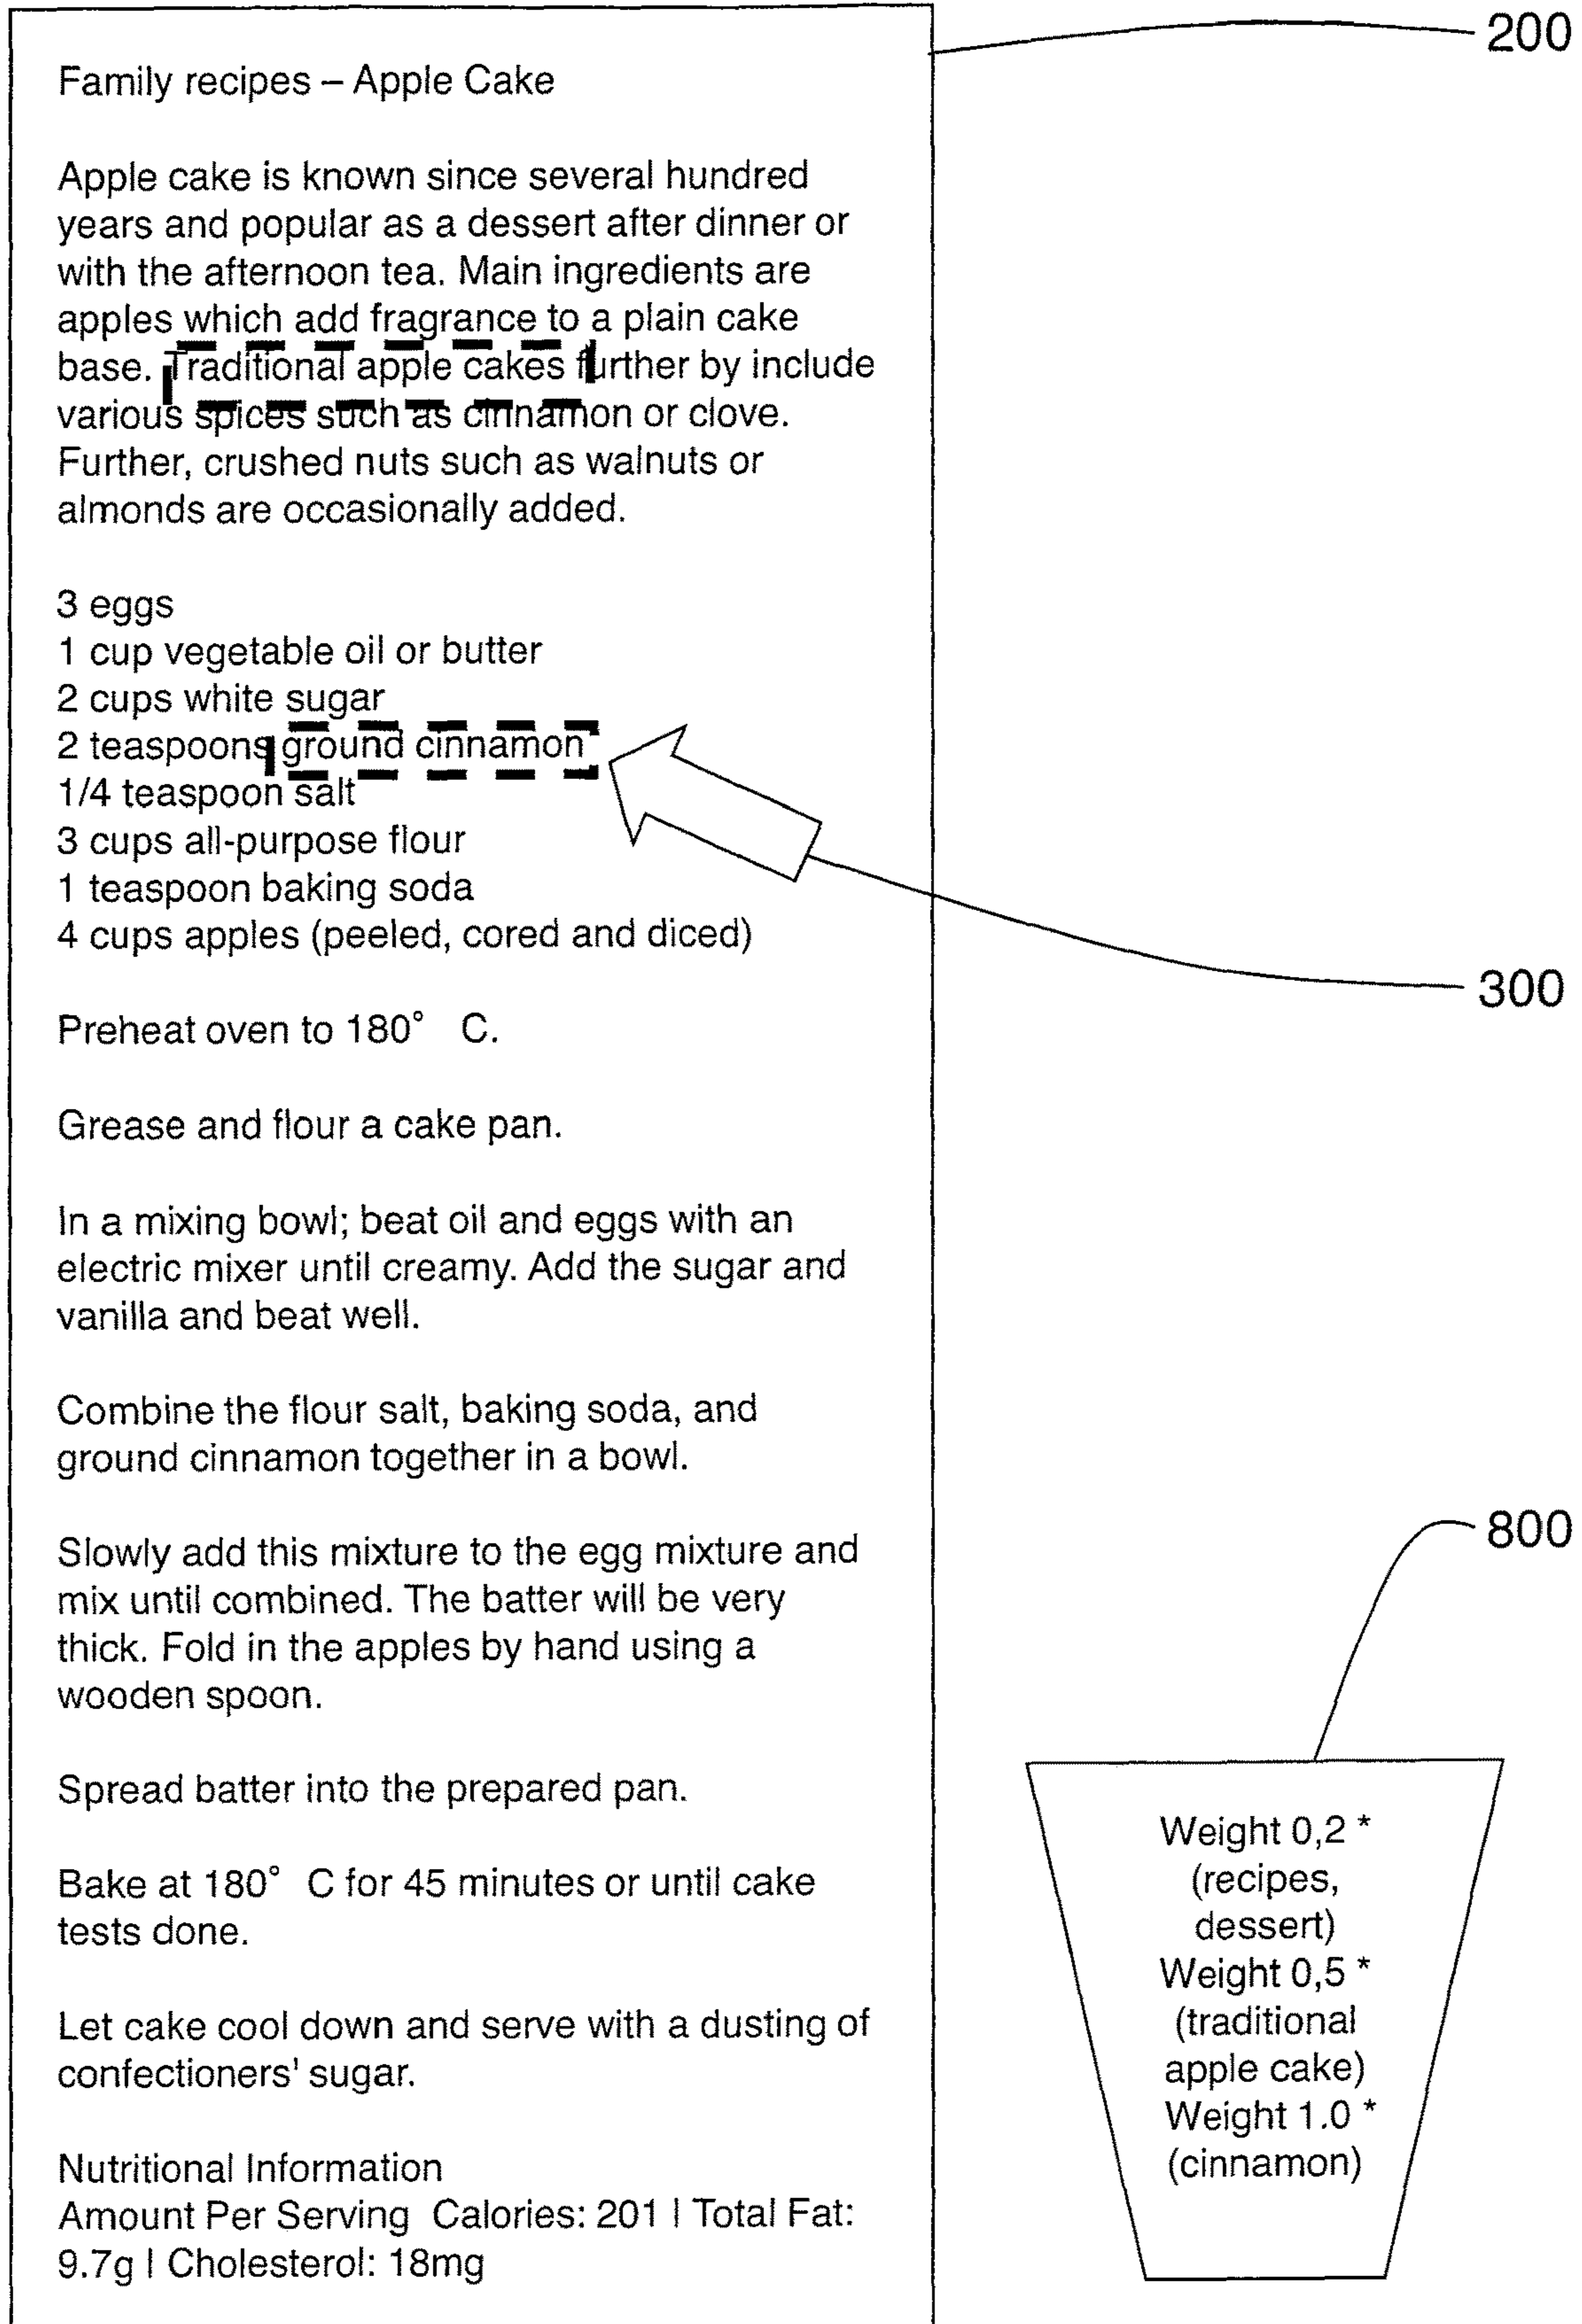 200
Family recipes – Apple Cake
Apple cake is known since several hundred
years and popular as a dessert after dinner or
with the afternoon tea. Main ingredients are
apples which add fragrance to a plain cake
base. Traditional apple cakes further by include
various spices such as cinnamon or clove.
Further, crushed nuts such as walnuts or
almonds are occasionally added.
3 eggs
1 cup vegetable oil or butter
2 cups white sugar
2 teaspoons ground cinnamon
1/4 teaspoon salt
3 cups all-purpose flour
1 teaspoon baking soda
4 cups apples (peeled, cored and diced)
300
Preheat oven to 180° C.
Grease and flour a cake pan.
In a mixing bowl; beat oil and eggs with an
electric mixer until creamy. Add the sugar and
vanilla and beat well.
Combine the flour salt, baking soda, and
ground cinnamon together in a bowl.
Slowly add this mixture to the egg mixture and
mix until combined. The batter will be very
thick. Fold in the apples by hand using a
wooden spoon.
Spread batter into the prepared pan.
Bake at 180° C for 45 minutes or until cake
tests done.
Let cake cool down and serve with a dusting of
confectioners' sugar.
Nutritional Information
Amount Per Serving Calories: 201 | Total Fat:
9.7g | Cholesterol: 18mg
800
Weight 0,2 *
(recipes,
dessert)
Weight 0,5 *
(traditional
apple cake)
Weight 1.0 *
(cinnamon)